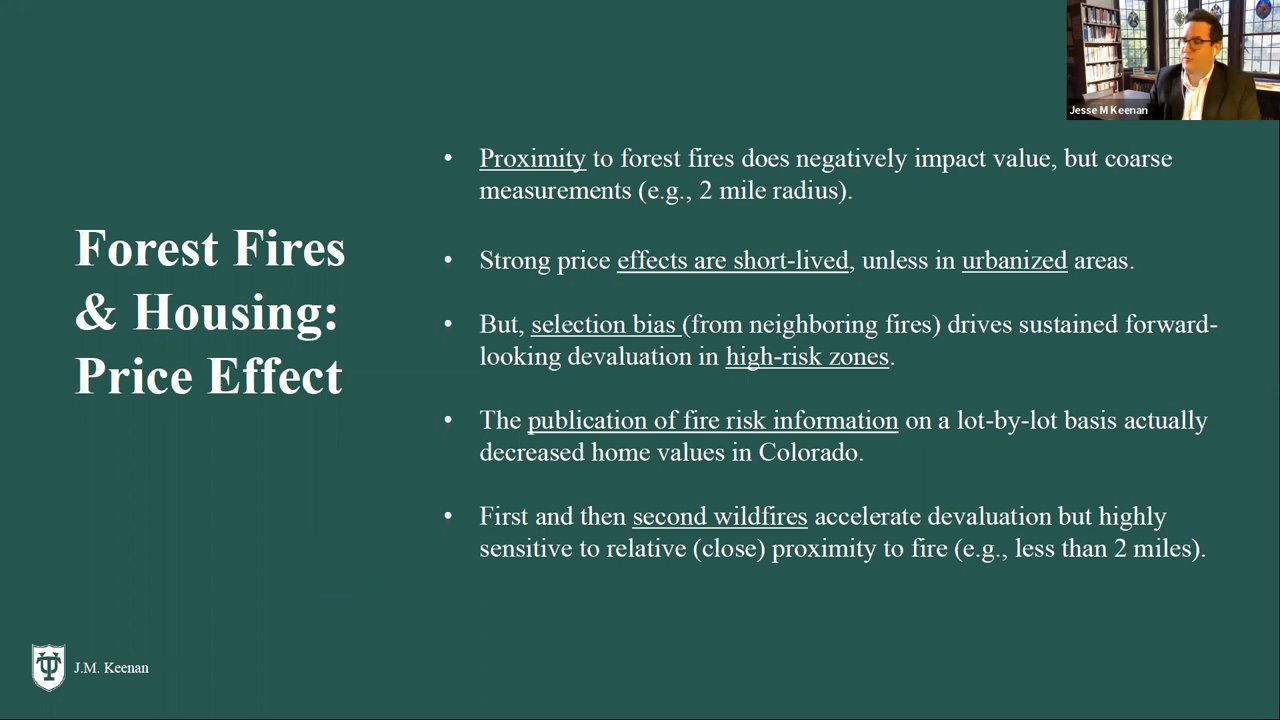 Jesse M Keenan
Forest Fires
& Housing:
Price Effect
• Proximity to forest fires does negatively impact value, but coarse
measurements (e.g., 2 mile radius).
• Strong price effects are short-lived, unless in urbanized areas.
• But, selection bias (from neighboring fires) drives sustained forward-
looking devaluation in high-risk zones.
• The publication of fire risk information on a lot-by-lot basis actually
decreased home values in Colorado.
• First and then second wildfires accelerate devaluation but highly
sensitive to relative (close) proximity to fire (e.g., less than 2 miles).
J.M. Keenan